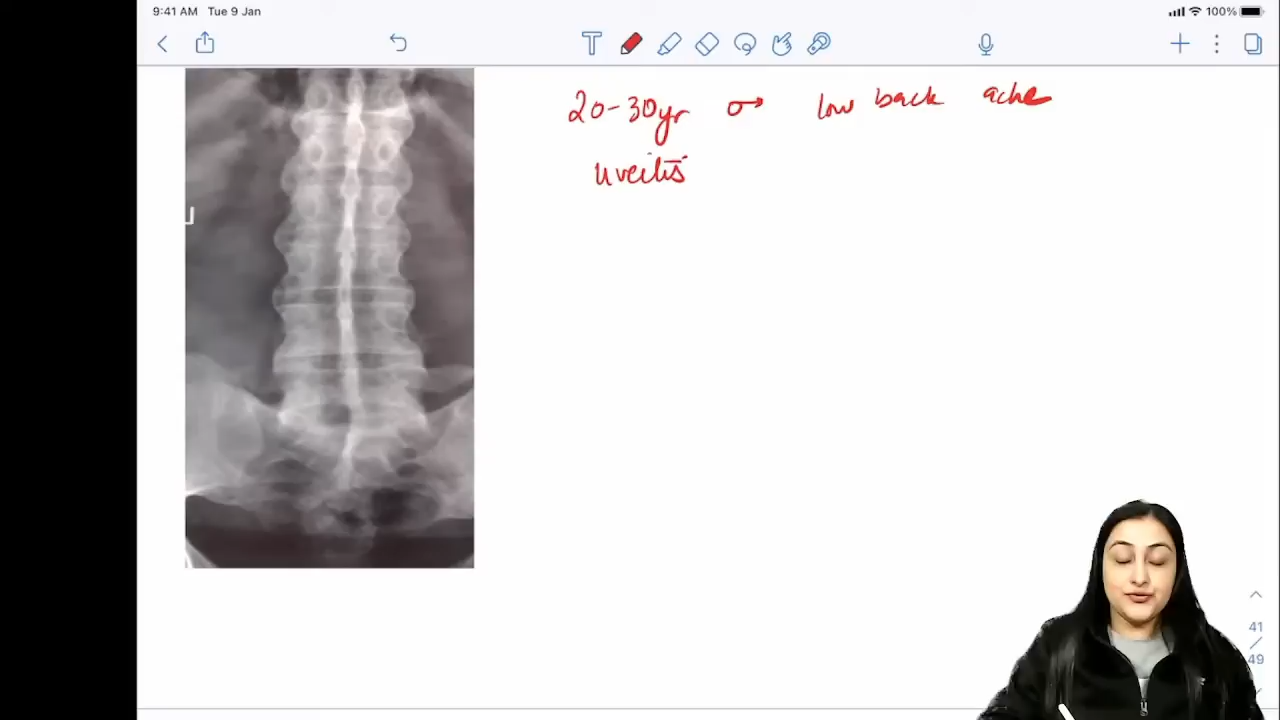 9:41 AM Tue 9 Jan 100%
T
20-30yr ♂ low back ache
uveitis
41
/
49